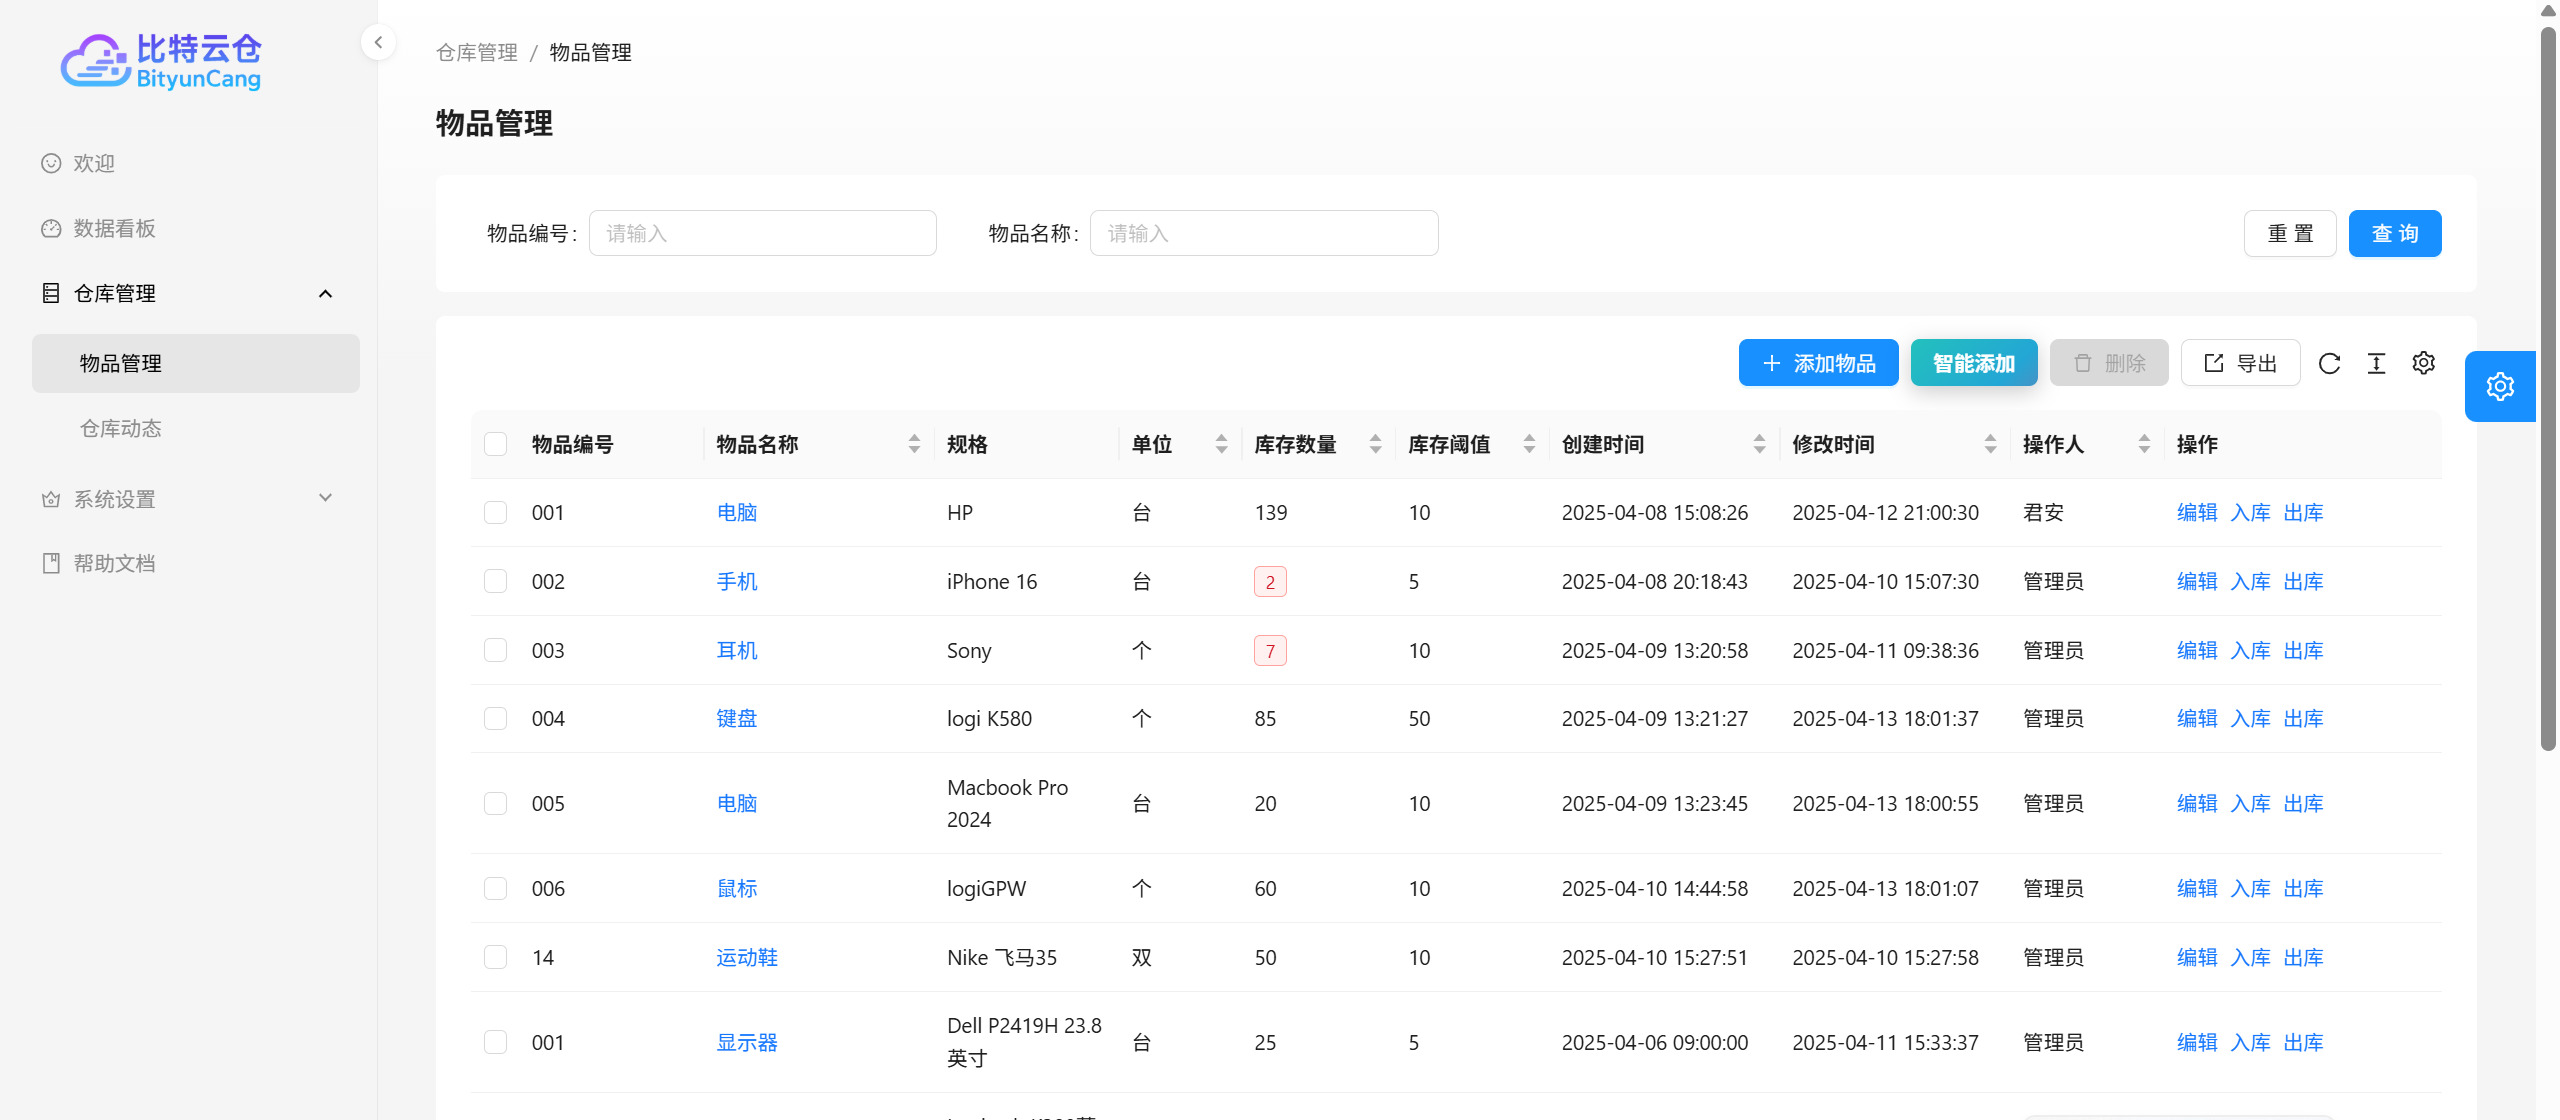 比特云仓
BityunCang
欢迎
数据看板
仓库管理
物品管理
仓库动态
系统设置
帮助文档
仓库管理 / 物品管理
物品管理
物品编号: 请输入 物品名称: 请输入 重 置 查 询
添加物品 智能添加 删除 导出
物品编号 物品名称 规格 单位 库存数量 库存阈值 创建时间 修改时间 操作人 操作
001 电脑 HP 台 139 10 2025-04-08 15:08:26 2025-04-12 21:00:30 君安 编辑 入库 出库
002 手机 iPhone 16 台 2 5 2025-04-08 20:18:43 2025-04-10 15:07:30 管理员 编辑 入库 出库
003 耳机 Sony 个 7 10 2025-04-09 13:20:58 2025-04-11 09:38:36 管理员 编辑 入库 出库
004 键盘 logi K580 个 85 50 2025-04-09 13:21:27 2025-04-13 18:01:37 管理员 编辑 入库 出库
005 电脑 Macbook Pro 2024 台 20 10 2025-04-09 13:23:45 2025-04-13 18:00:55 管理员 编辑 入库 出库
006 鼠标 logiGPW 个 60 10 2025-04-10 14:44:58 2025-04-13 18:01:07 管理员 编辑 入库 出库
14 运动鞋 Nike 飞马35 双 50 10 2025-04-10 15:27:51 2025-04-10 15:27:58 管理员 编辑 入库 出库
001 显示器 Dell P2419H 23.8 英寸 台 25 5 2025-04-06 09:00:00 2025-04-11 15:33:37 管理员 编辑 入库 出库